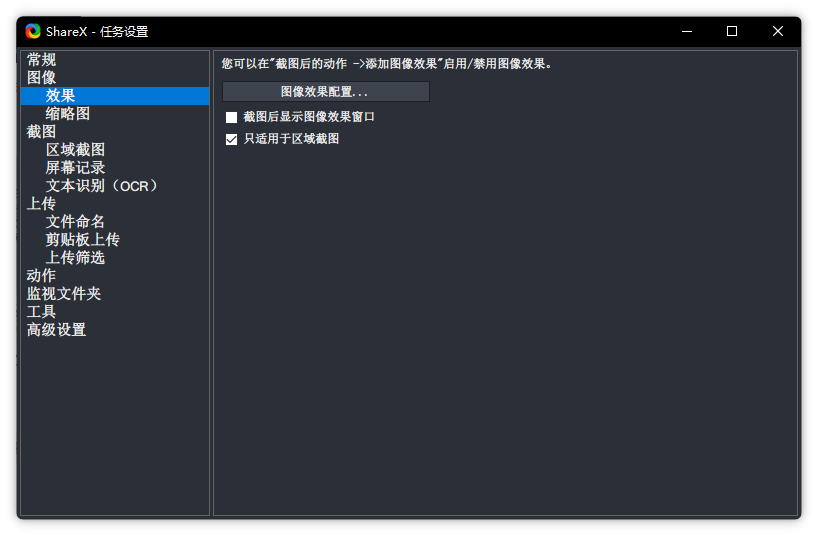 ShareX - 任务设置
常规
图像
效果
缩略图
截图
区域截图
屏幕记录
文本识别（OCR）
上传
文件命名
剪贴板上传
上传筛选
动作
监视文件夹
工具
高级设置
您可以在"截图后的动作 ->添加图像效果"启用/禁用图像效果。
图像效果配置...
截图后显示图像效果窗口
只适用于区域截图